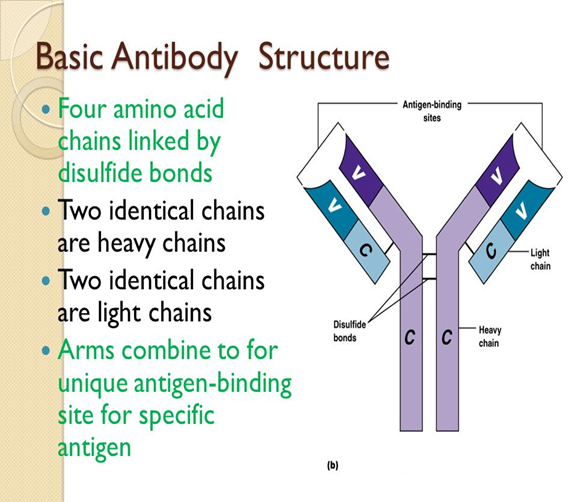 Basic Antibody Structure
• Four amino acid
chains linked by
disulfide bonds
• Two identical chains
are heavy chains
• Two identical chains
are light chains
• Arms combine to for
unique antigen-binding
site for specific
antigen
Antigen-binding
sites
V
V
V
V
C
C
Light
chain
Disulfide
bonds
C
C
Heavy
chain
(b)